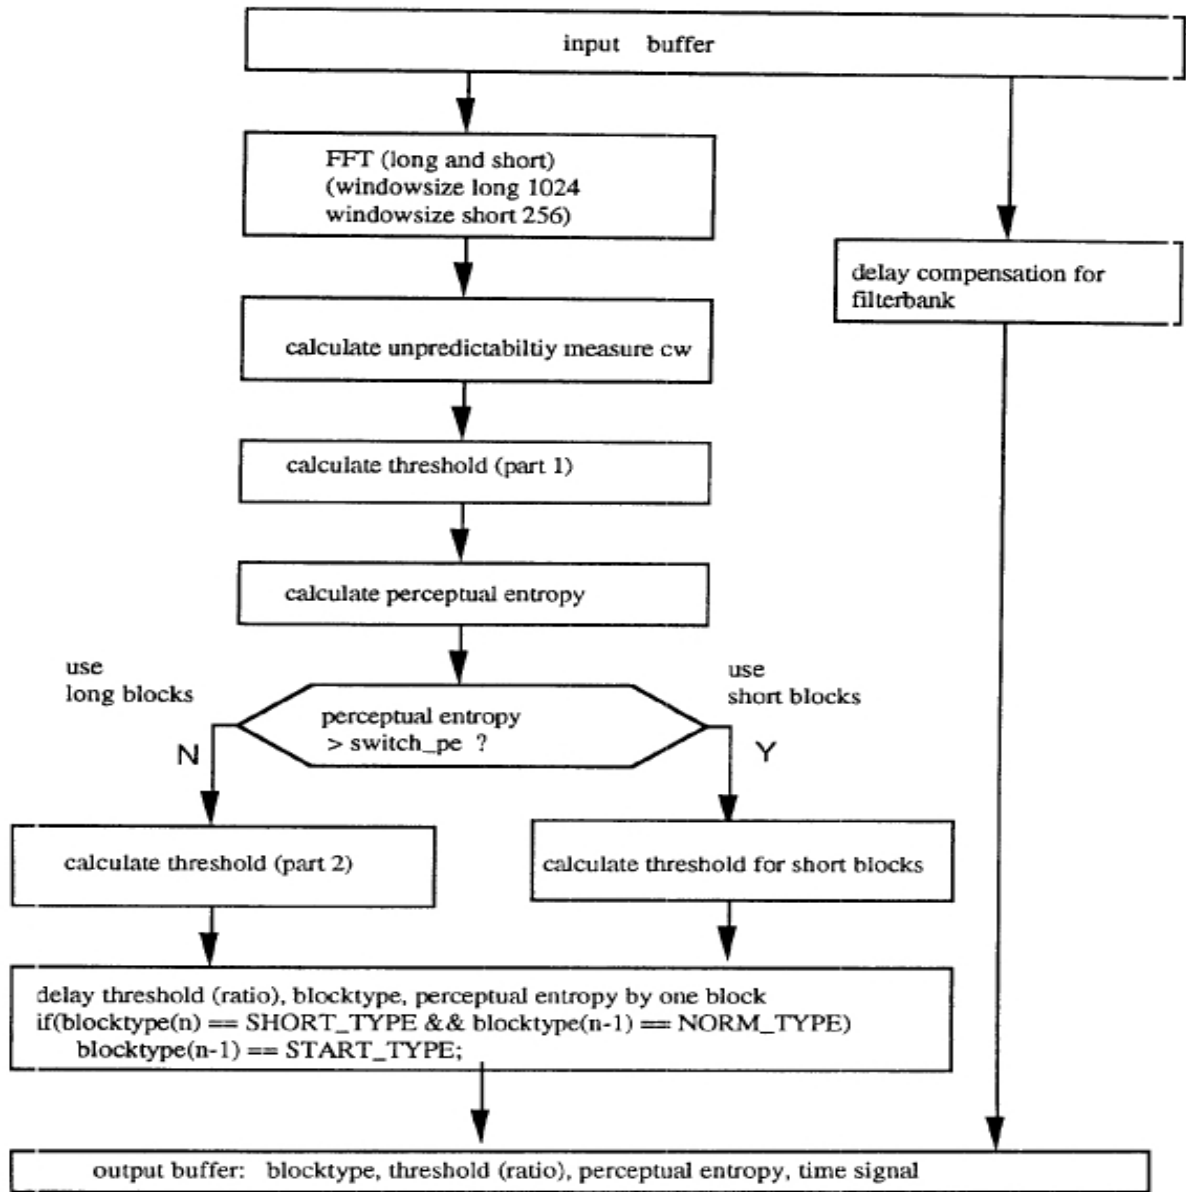 input buffer
FFT (long and short)
(windowsize long 1024
windowsize short 256)
delay compensation for
filterbank
calculate unpredictabiltiy measure cw
calculate threshold (part 1)
calculate perceptual entropy
use
long blocks
use
short blocks
perceptual entropy
> switch_pe ?
N
Y
calculate threshold (part 2)
calculate threshold for short blocks
delay threshold (ratio), blocktype, perceptual entropy by one block
if(blocktype(n) == SHORT_TYPE && blocktype(n-1) == NORM_TYPE)
blocktype(n-1) == START_TYPE;
output buffer: blocktype, threshold (ratio), perceptual entropy, time signal